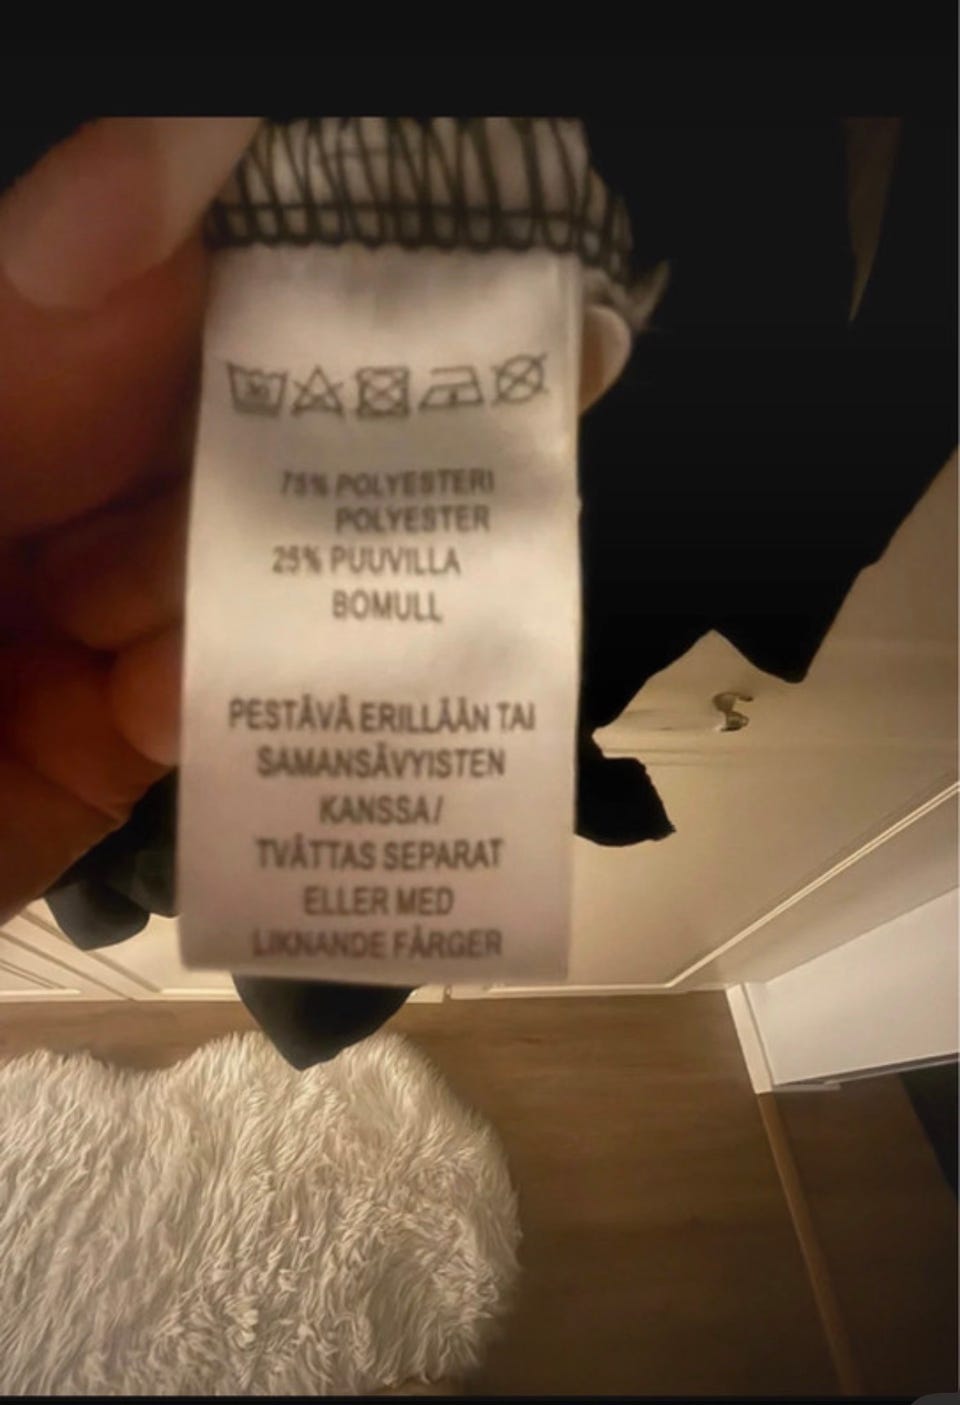 75% POLYESTERI
POLYESTER
25% PUUVILLA
BOMULL
PESTÄVÄ ERILLÄÄN TAI
SAMANSÄVYISTEN
KANSSA/
TVÄTTAS SEPARAT
ELLER MED
LIKNANDE FÄRGER